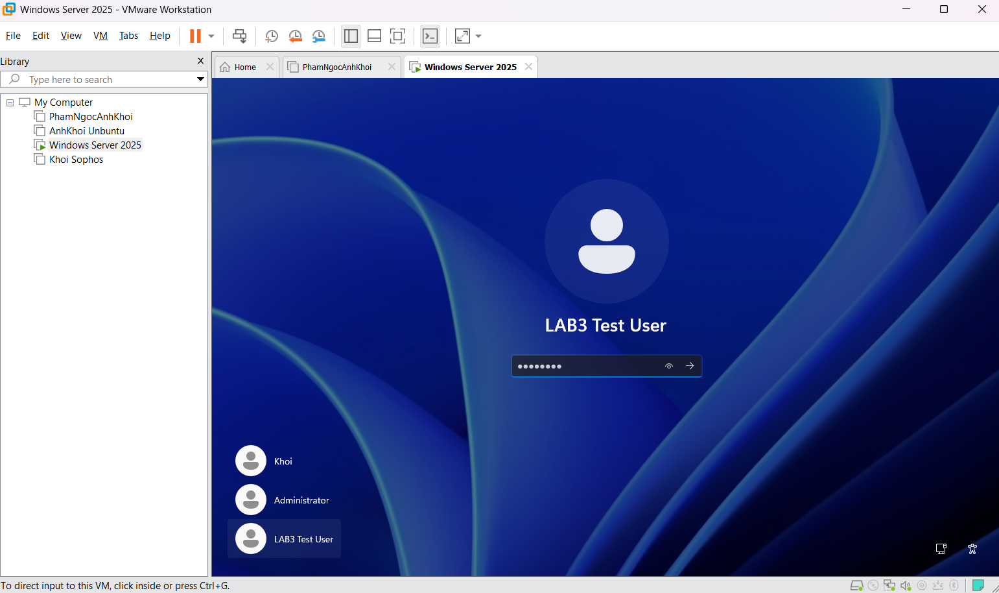 Windows Server 2025 - VMware Workstation
File Edit View VM Tabs Help
Library
Type here to search
My Computer
PhamNgocAnhKhoi
AnhKhoi Unbuntu
Windows Server 2025
Khoi Sophos
Home
PhamNgocAnhKhoi
Windows Server 2025
LAB3 Test User
Khoi
Administrator
LAB3 Test User
To direct input to this VM, click inside or press Ctrl+G.